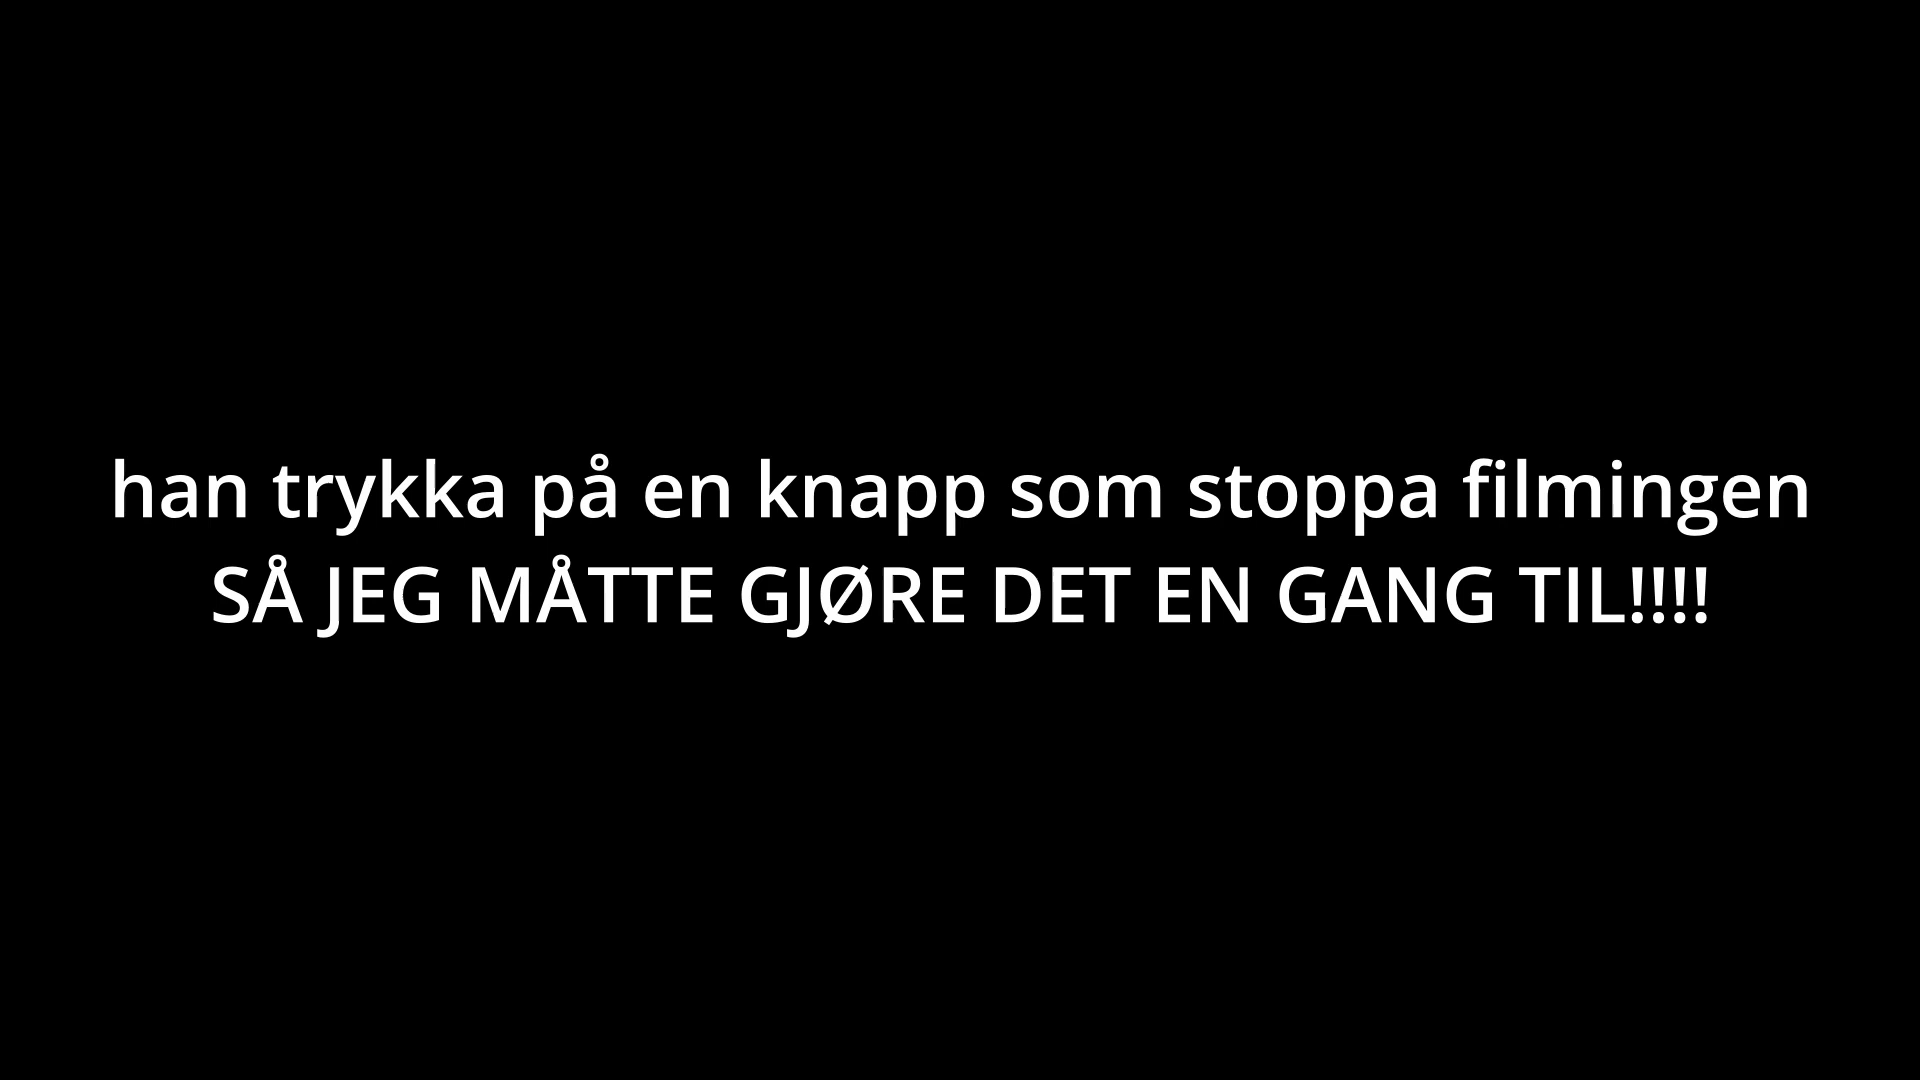 han trykka på en knapp som stoppa filmingen
SÅ JEG MÅTTE GJØRE DET EN GANG TIL!!!!